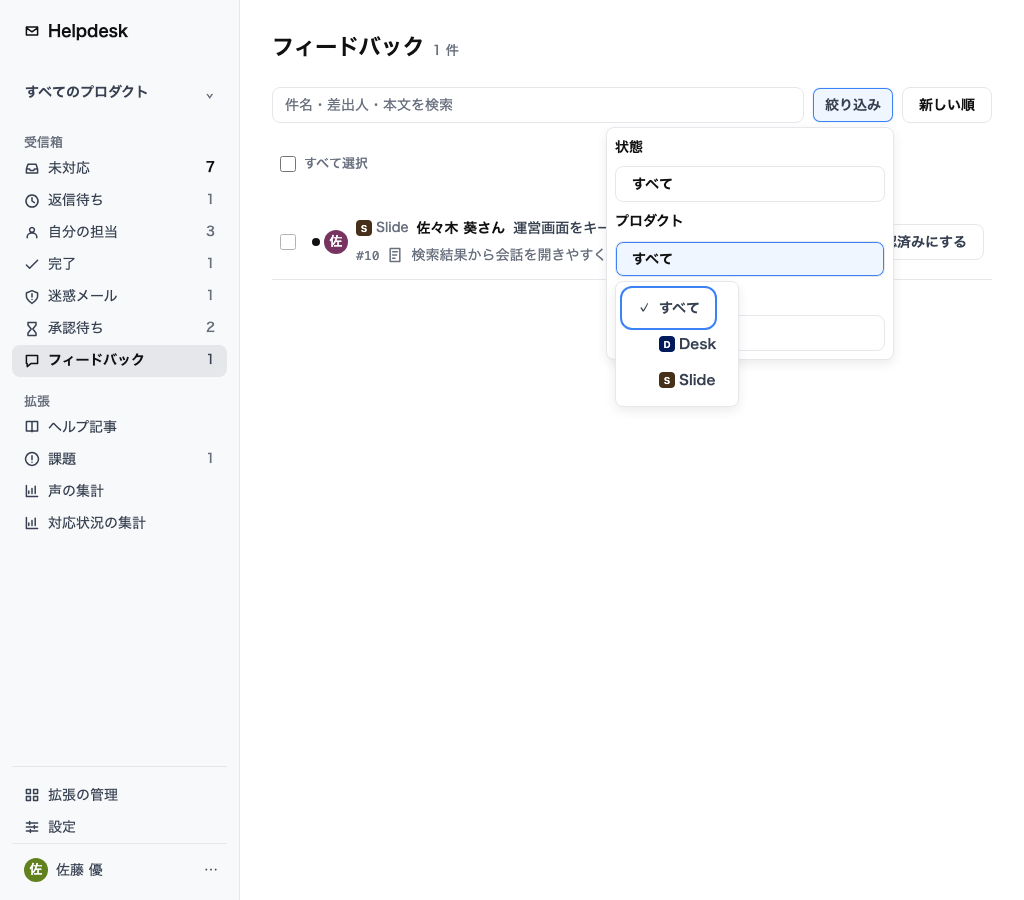 Helpdesk
すべてのプロダクト
受信箱
未対応 7
返信待ち 1
自分の担当 3
完了 1
迷惑メール 1
承認待ち 2
フィードバック 1
拡張
ヘルプ記事
課題 1
声の集計
対応状況の集計
拡張の管理
設定
佐 佐藤 優 ...
フィードバック 1 件
件名・差出人・本文を検索 絞り込み 新しい順
すべて選択
佐 S Slide 佐々木 葵さん 運営画面をキー
#10 検索結果から会話を開きやすく
済みにする
状態
すべて
プロダクト
すべて
✓ すべて
D Desk
S Slide